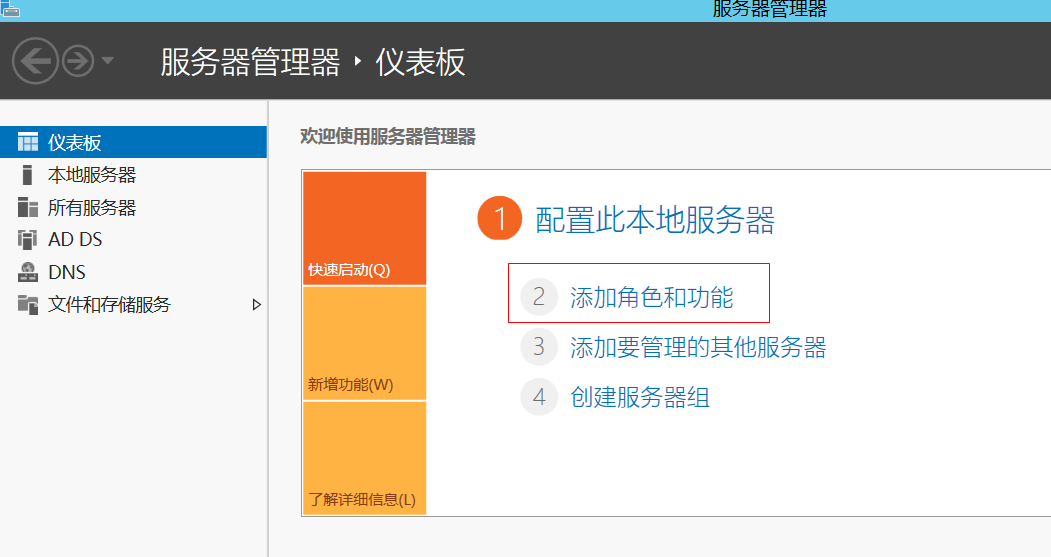 服务器管理器
服务器管理器 ‣ 仪表板
仪表板
本地服务器
所有服务器
AD DS
DNS
文件和存储服务
欢迎使用服务器管理器
快速启动(Q)
新增功能(W)
了解详细信息(L)
1 配置此本地服务器
2 添加角色和功能
3 添加要管理的其他服务器
4 创建服务器组